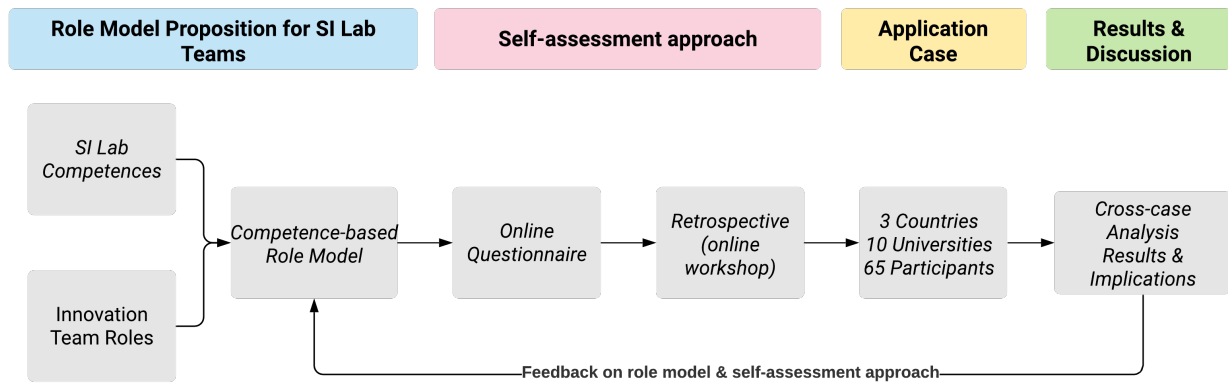 Role Model Proposition for SI Lab
Teams
Self-assessment approach
Application
Case
Results &
Discussion
SI Lab
Competences
Innovation
Team Roles
Competence-based
Role Model
Online
Questionnaire
Retrospective
(online
workshop)
3 Countries
10 Universities
65 Participants
Cross-case
Analysis
Results &
Implications
Feedback on role model & self-assessment approach